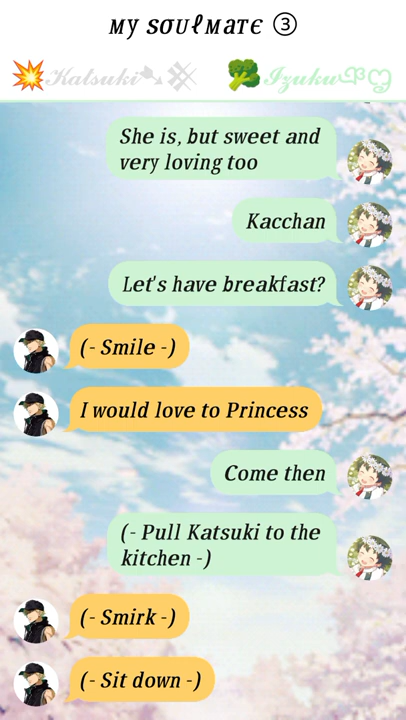 my soulmate ③
💥Katsuki
🥦Izuku
She is, but sweet and
very loving too
Kacchan
Let's have breakfast?
(- Smile -)
I would love to Princess
Come then
(- Pull Katsuki to the
kitchen -)
(- Smirk -)
(- Sit down -)